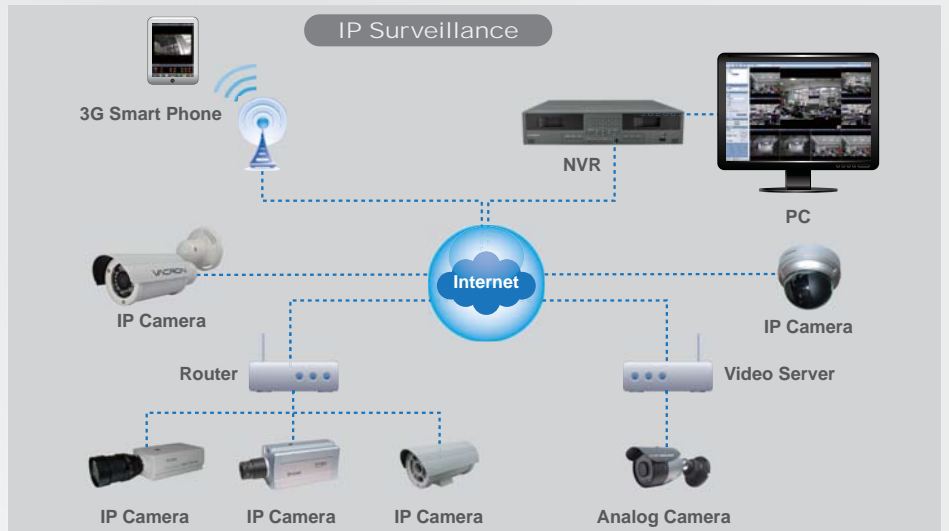 IP Surveillance
3G Smart Phone
NVR
PC
VACRON
Internet
IP Camera
IP Camera
Router
Video Server
IP Camera
IP Camera
IP Camera
Analog Camera